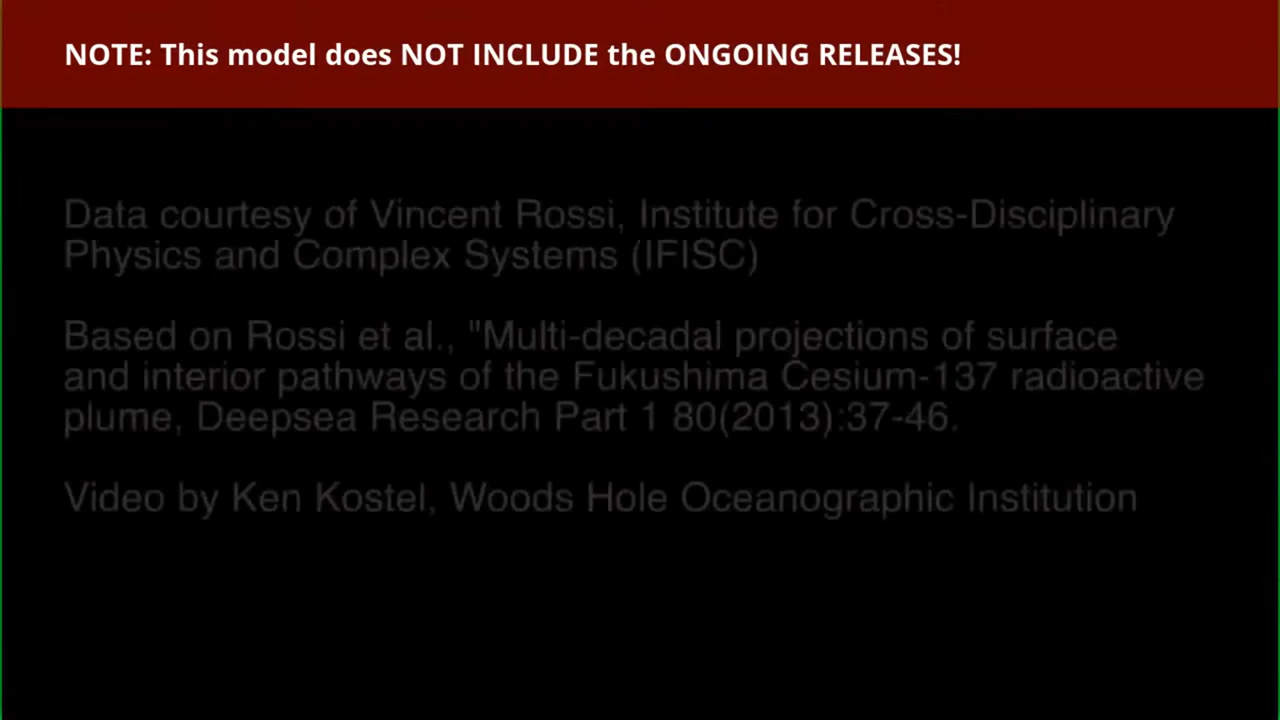 NOTE: This model does NOT INCLUDE the ONGOING RELEASES!
Data courtesy of Vincent Rossi, Institute for Cross-Disciplinary
Physics and Complex Systems (IFISC)
Based on Rossi et al., "Multi-decadal projections of surface
and interior pathways of the Fukushima Cesium-137 radioactive
plume, Deepsea Research Part 1 80(2013):37-46.
Video by Ken Kostel, Woods Hole Oceanographic Institution